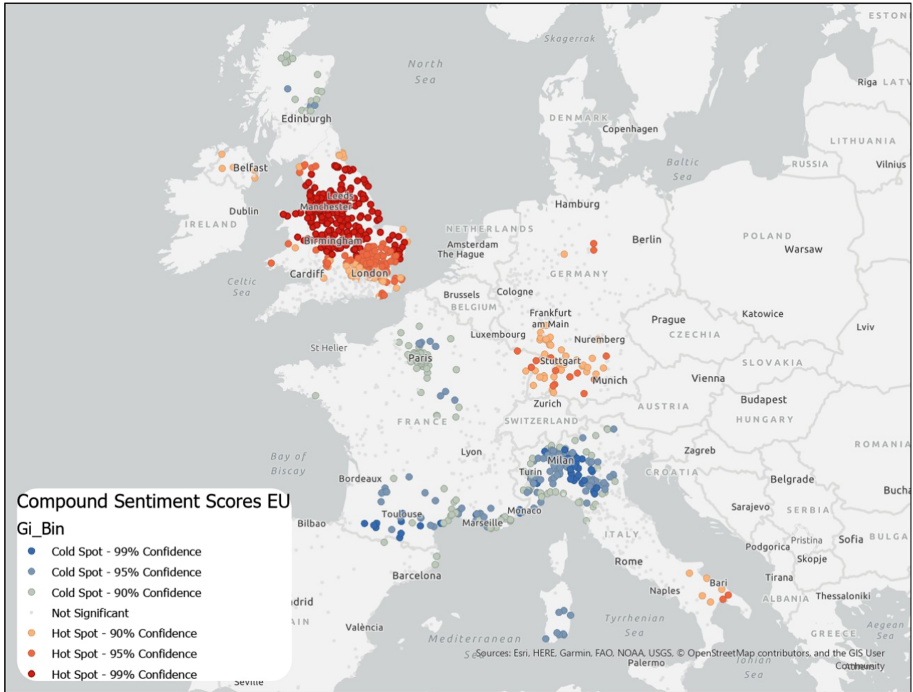 ESTON
Skagerrak
North
Sea
Riga
LATV
Edinburgh
DENMARK
Copenhagen
LITHUANIA
Baltic
Sea
RUSSIA
Vilnius
Belfast
Leeds
Manchester
Dublin
IRELAND
Hamburg
NETHERLANDS
Birmingham
Amsterdam
The Hague
Berlin
POLAND
Warsaw
Celtic
Sea
Cardiff
London
GERMANY
Brussels
BELGIUM
Cologne
Frankfurt
am Main
Prague
Katowice
Lviv
St Helier
Luxembourg
Nuremberg
CZECHIA
Paris
Stuttgart
SLOVAKIA
Munich
Vienna
Zurich
AUSTRIA
Budapest
FRANCE
SWITZERLAND
HUNGARY
Bay of
Biscay
Lyon
Milan
Turin
Zagreb
CROATIA
ROMANIA
Bordeaux
Belgrade
Bucha
Toulouse
Marseille
Monaco
Sarajevo
SERBIA
Bilbao
ITALY
Pristina
Sofia
BULGA
Podgorica
Skopje
Barcelona
Rome
Bari
Tirana
Naples
ALBANIA
Thessaloniki
drid
AIN
València
Tyrrhenian
Sea
Aegean
Sea
Mediterranean
GREECE
Palermo
Ionian
Sea
Seville
Compound Sentiment Scores EU
Gi_Bin
Cold Spot - 99% Confidence
Cold Spot - 95% Confidence
Cold Spot - 90% Confidence
Not Significant
Hot Spot - 90% Confidence
Hot Spot - 95% Confidence
Hot Spot - 99% Confidence
Sources: Esri, HERE, Garmin, FAO, NOAA, USGS, © OpenStreetMap contributors, and the GIS User
Community